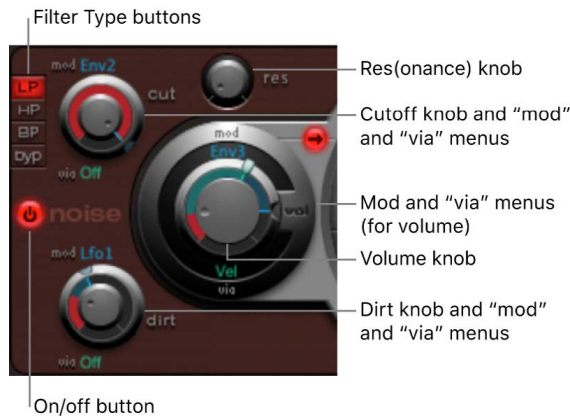 Filter Type buttons
mod Env2
res
Res(onance) knob
LP
cut
HP
Cutoff knob and “mod”
and “via” menus
BP
mod
byp
Env3
via Off
noise
vol
Mod and “via” menus
(for volume)
Volume knob
mod Lfo1
Vel
via
dirt
Dirt knob and “mod”
and “via” menus
via Off
On/off button